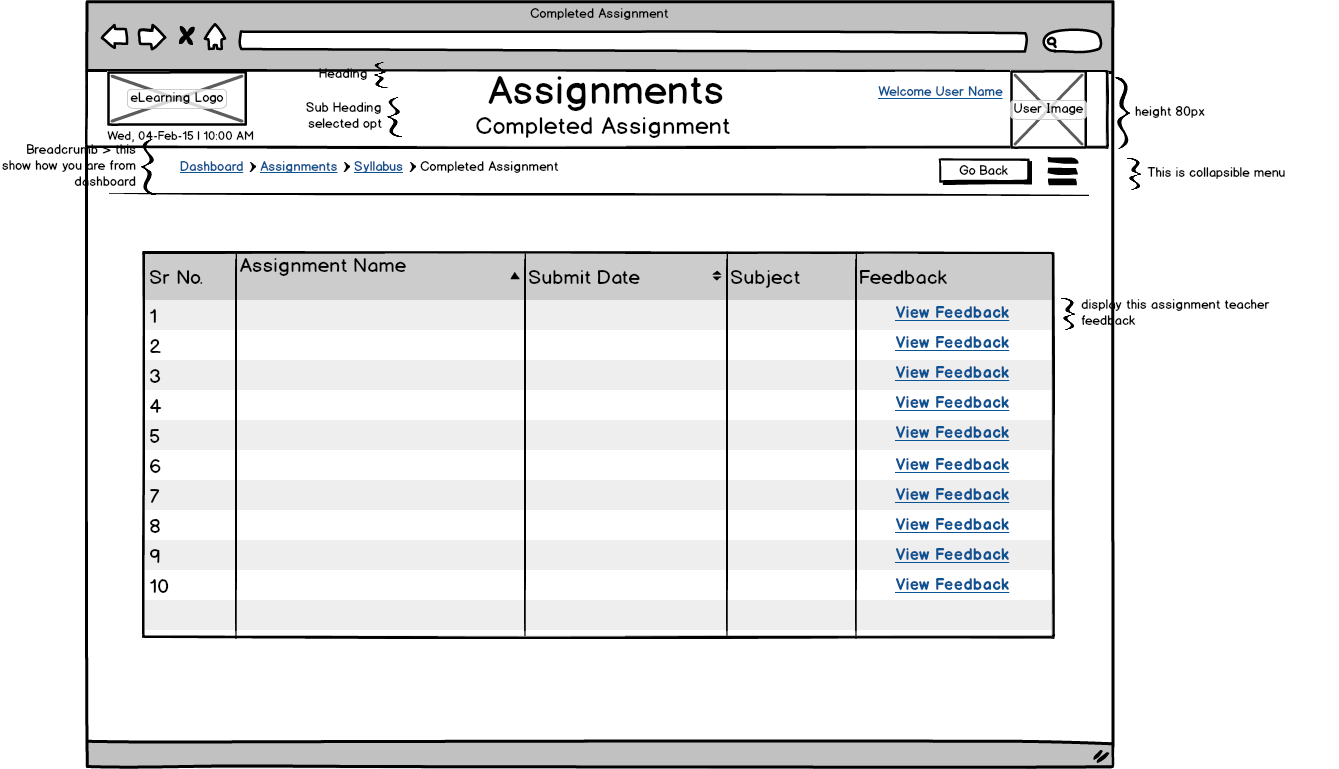 Completed Assignment
Heading
Assignments
Welcome User Name
eLearning Logo
User Image
Sub Heading
selected opt
height 80px
Completed Assignment
Wed, 04-Feb-15 I 10:00 AM
Breadcrumb > this
show how you are from
dashboard
Dashboard > Assignments > Syllabus > Completed Assignment
Go Back
This is collapsible menu
Sr No. Assignment Name Submit Date Subject Feedback
display this assignment teacher
feedback
1 View Feedback
2 View Feedback
3 View Feedback
4 View Feedback
5 View Feedback
6 View Feedback
7 View Feedback
8 View Feedback
9 View Feedback
10 View Feedback